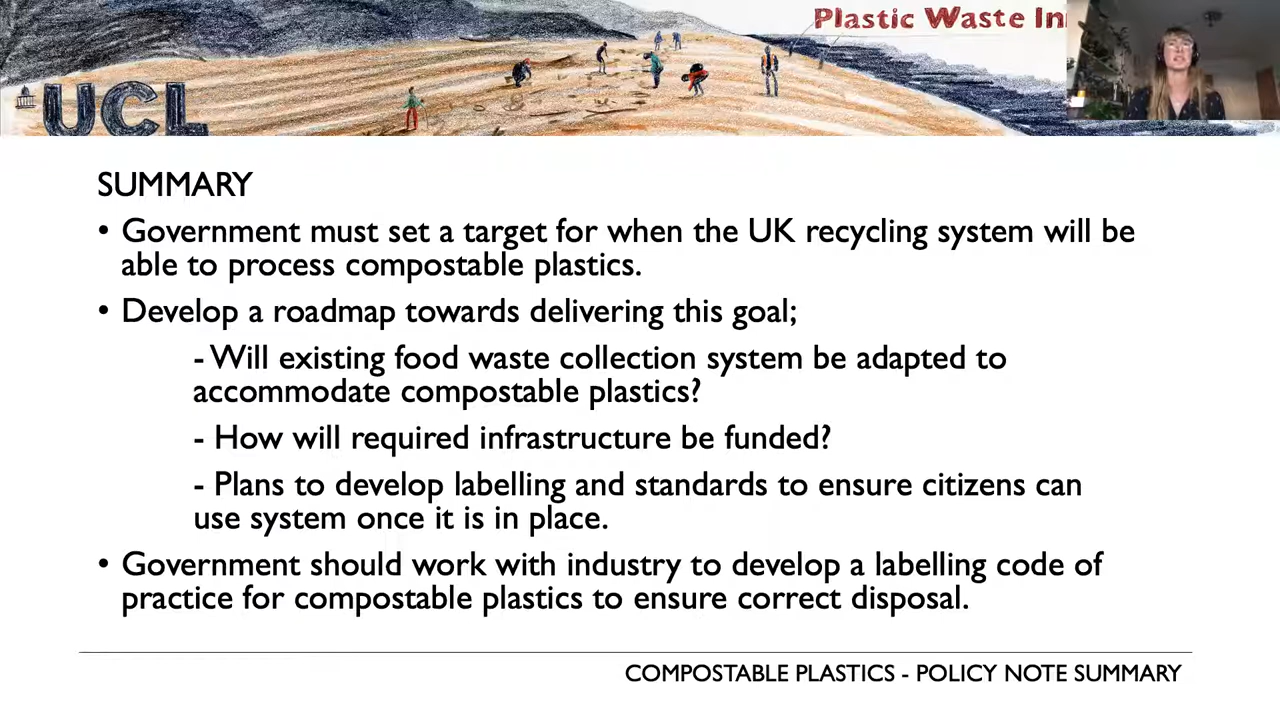 Plastic Waste In
UCL
SUMMARY
• Government must set a target for when the UK recycling system will be
able to process compostable plastics.
• Develop a roadmap towards delivering this goal;
- Will existing food waste collection system be adapted to
accommodate compostable plastics?
- How will required infrastructure be funded?
- Plans to develop labelling and standards to ensure citizens can
use system once it is in place.
• Government should work with industry to develop a labelling code of
practice for compostable plastics to ensure correct disposal.
COMPOSTABLE PLASTICS - POLICY NOTE SUMMARY